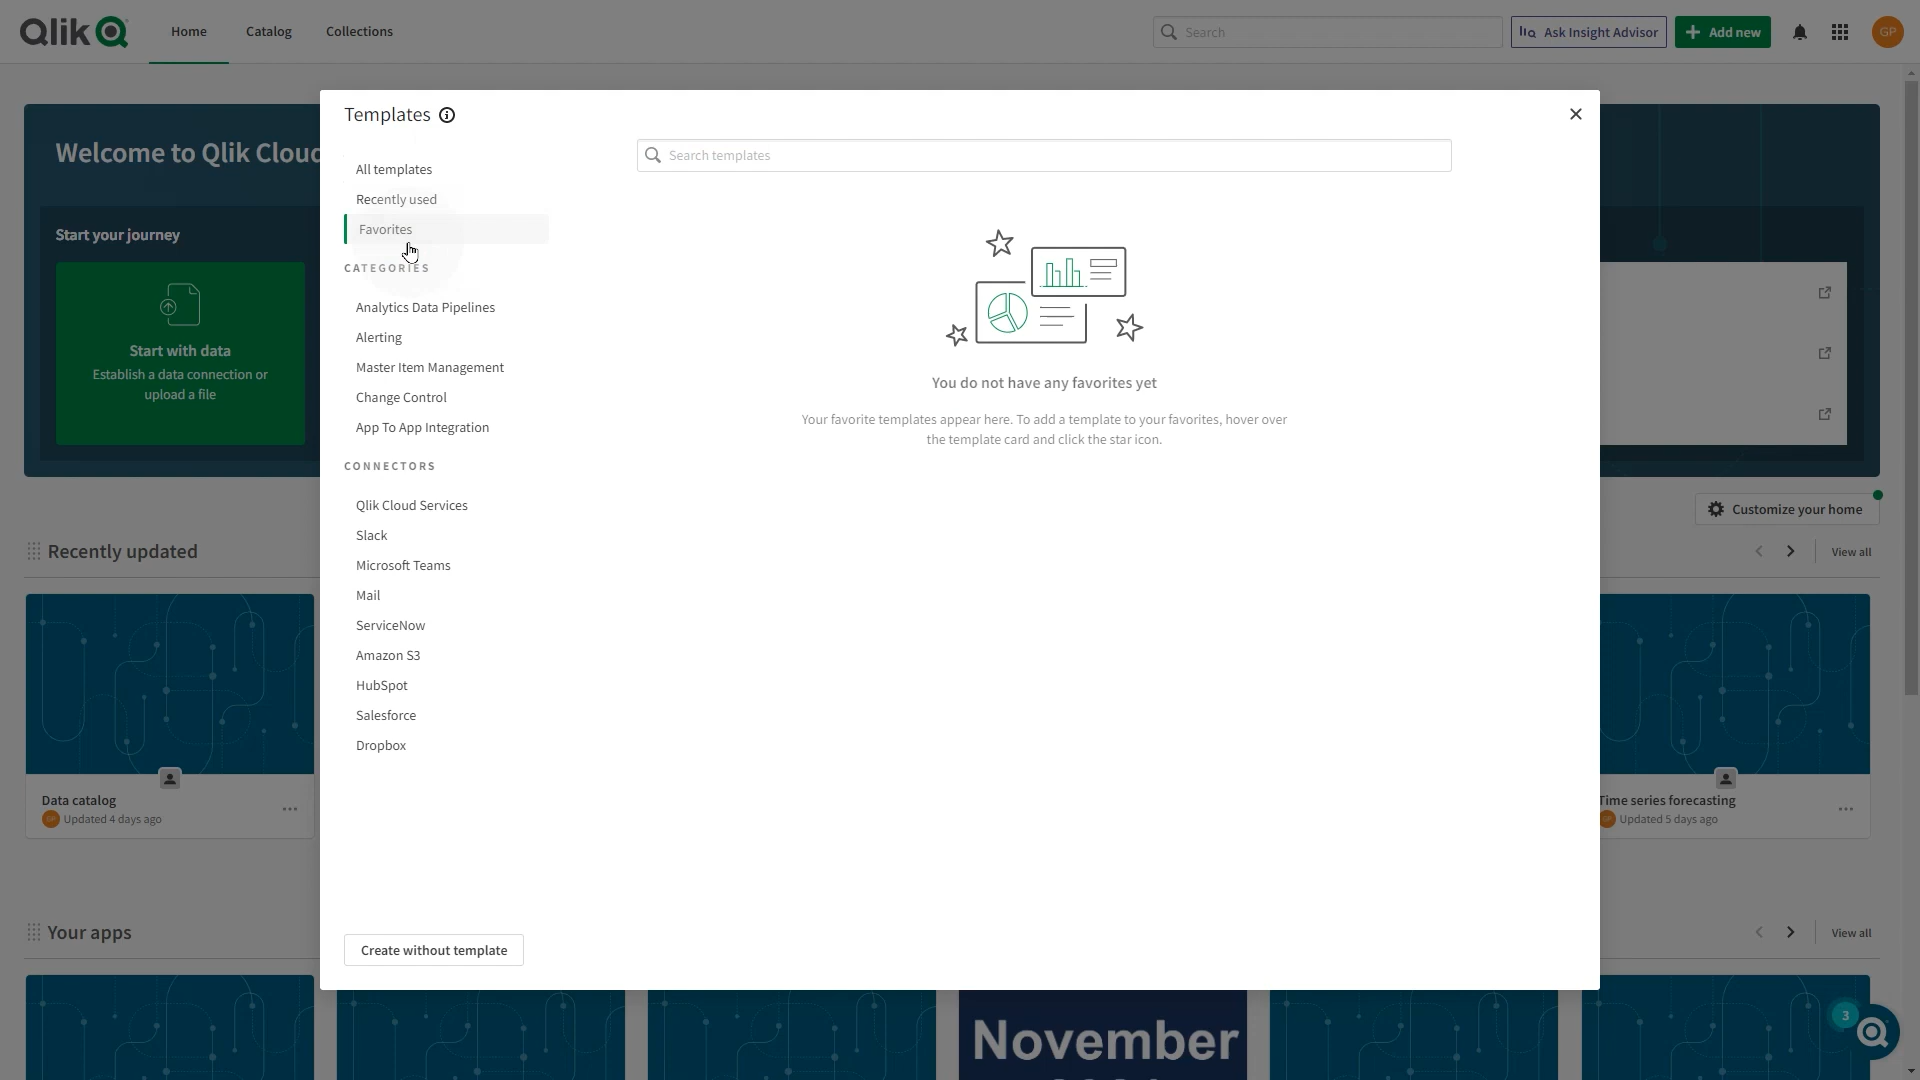 Qlik
Home
Catalog
Collections
Search
Ask Insight Advisor
Add new
GP
Welcome to Qlik Cloud
Start your journey
Start with data
Establish a data connection or
upload a file
Templates
All templates
Recently used
Favorites
CATEGORIES
Analytics Data Pipelines
Alerting
Master Item Management
Change Control
App To App Integration
CONNECTORS
Qlik Cloud Services
Slack
Microsoft Teams
Mail
ServiceNow
Amazon S3
HubSpot
Salesforce
Dropbox
Create without template
Search templates
You do not have any favorites yet
Your favorite templates appear here. To add a template to your favorites, hover over
the template card and click the star icon.
Customize your home
Recently updated
View all
Data catalog
Updated 4 days ago
Time series forecasting
Updated 5 days ago
Your apps
View all
November
3